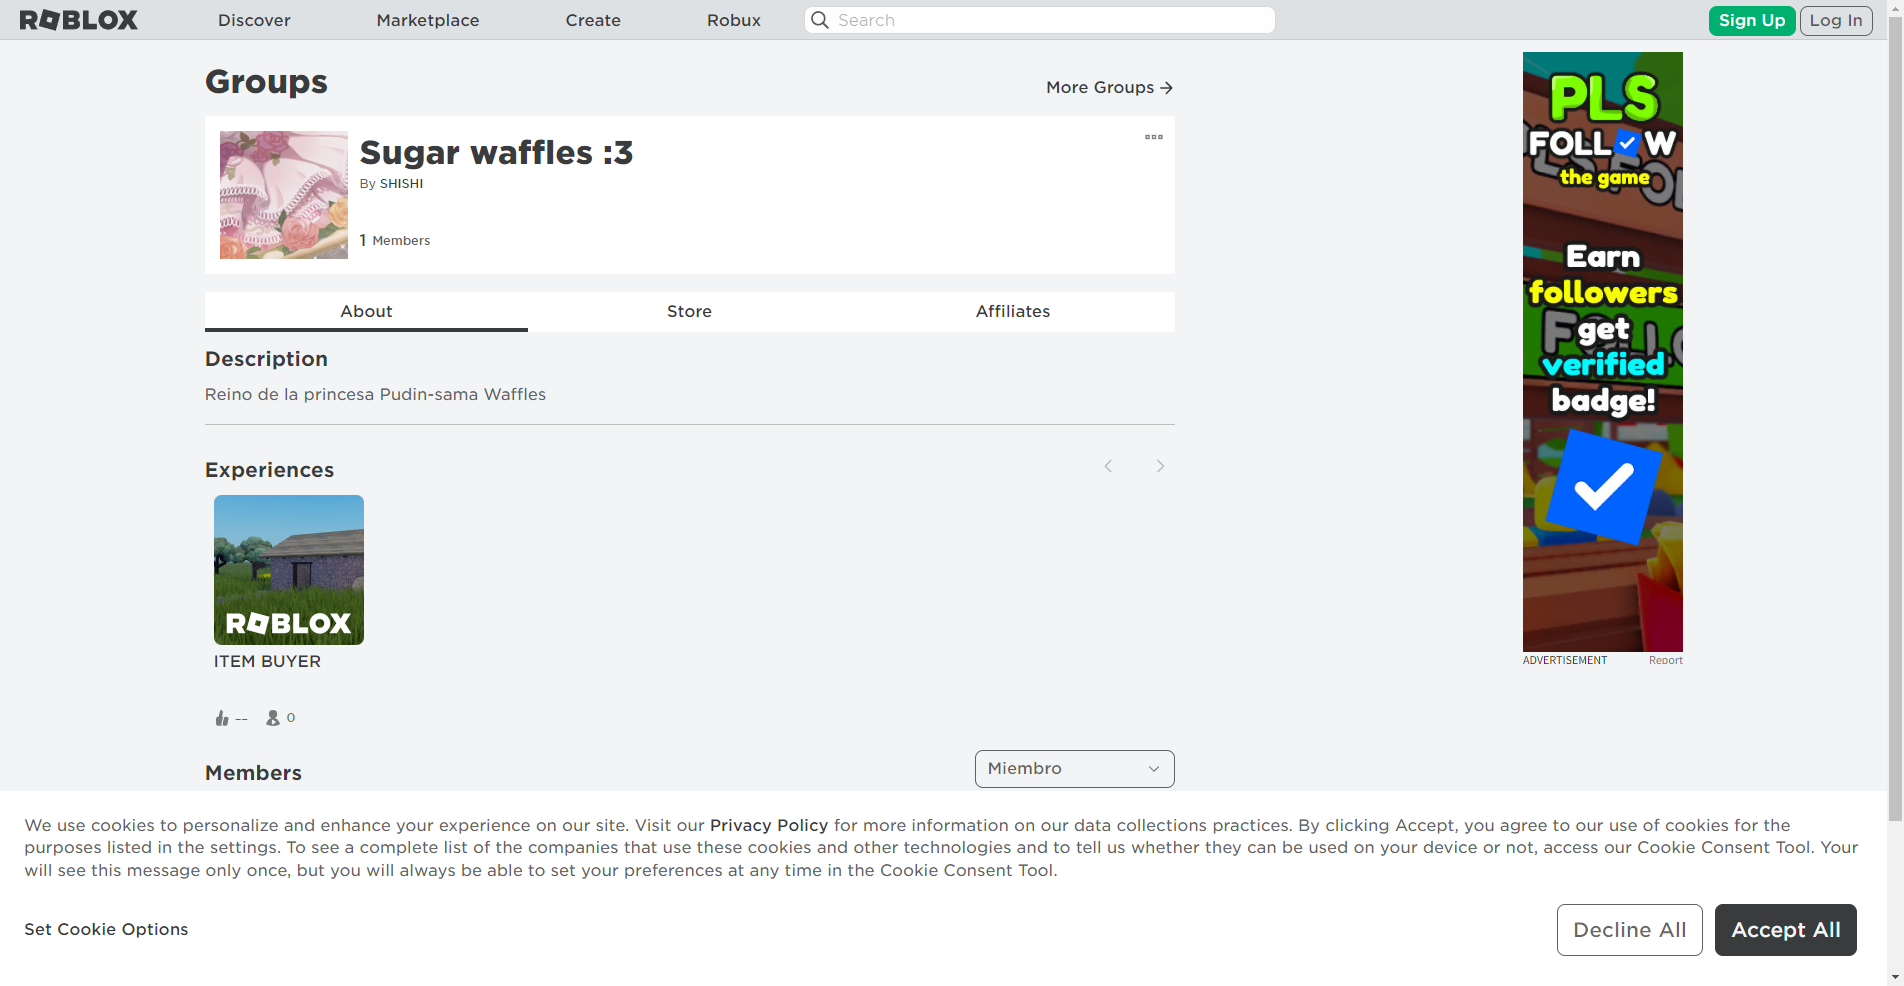 ROBLOX
Discover
Marketplace
Create
Robux
Search
Sign Up
Log In
Groups
More Groups
Sugar waffles :3
By SHISHI
1 Members
About
Store
Affiliates
Description
Reino de la princesa Pudin-sama Waffles
Experiences
ROBLOX
ITEM BUYER
--
0
Members
Miembro
PLS
FOLLOW
the game
Earn
followers
get
verified
badge!
ADVERTISEMENT
Report
We use cookies to personalize and enhance your experience on our site. Visit our Privacy Policy for more information on our data collections practices. By clicking Accept, you agree to our use of cookies for the
purposes listed in the settings. To see a complete list of the companies that use these cookies and other technologies and to tell us whether they can be used on your device or not, access our Cookie Consent Tool. Your
will see this message only once, but you will always be able to set your preferences at any time in the Cookie Consent Tool.
Set Cookie Options
Decline All
Accept All